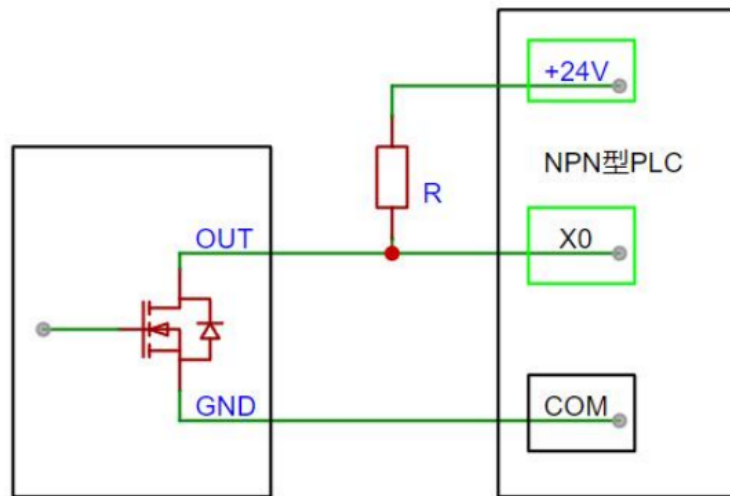 +24V
NPN型PLC
R
OUT
X0
GND
COM